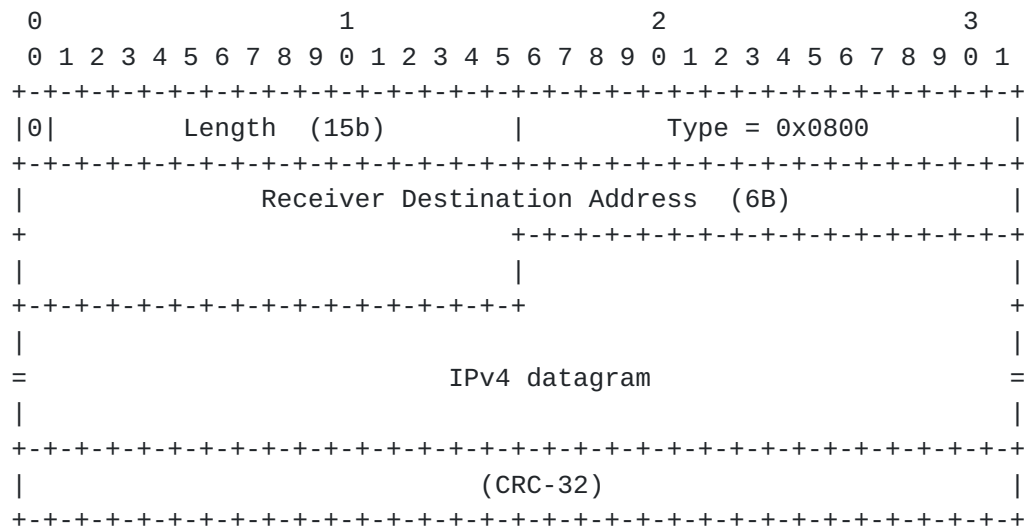 0                   1                   2                   3
 0 1 2 3 4 5 6 7 8 9 0 1 2 3 4 5 6 7 8 9 0 1 2 3 4 5 6 7 8 9 0 1
+-+-+-+-+-+-+-+-+-+-+-+-+-+-+-+-+-+-+-+-+-+-+-+-+-+-+-+-+-+-+-+-+
|0|        Length  (15b)        |         Type = 0x0800         |
+-+-+-+-+-+-+-+-+-+-+-+-+-+-+-+-+-+-+-+-+-+-+-+-+-+-+-+-+-+-+-+-+
|               Receiver Destination Address  (6B)              |
+                               +-+-+-+-+-+-+-+-+-+-+-+-+-+-+-+-+
|                               |                               |
+-+-+-+-+-+-+-+-+-+-+-+-+-+-+-+-+                               +
|                                                               |
=                           IPv4 datagram                       =
|                                                               |
+-+-+-+-+-+-+-+-+-+-+-+-+-+-+-+-+-+-+-+-+-+-+-+-+-+-+-+-+-+-+-+-+
|                             (CRC-32)                          |
+-+-+-+-+-+-+-+-+-+-+-+-+-+-+-+-+-+-+-+-+-+-+-+-+-+-+-+-+-+-+-+-+